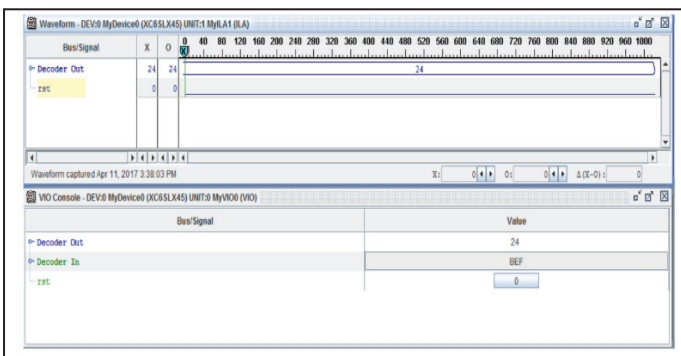 Waveform - DEV:0 MyDevice0 (XC6SLX45) UNIT:1 MyILA1 (ILA)
Bus/Signal X O 0 40 80 120 160 200 240 280 320 360 400 440 480 520 560 600 640 680 720 760 800 840 880 920 960 1000
Decoder Out 24 24 24
rst 0 0
Waveform captured Apr 11, 2017 3:38:03 PM X: 0 O: 0 Δ(X-O): 0
VIO Console - DEV:0 MyDevice0 (XC6SLX45) UNIT:0 MyVIO0 (VIO)
Bus/Signal Value
Decoder Out 24
Decoder In BEF
rst 0